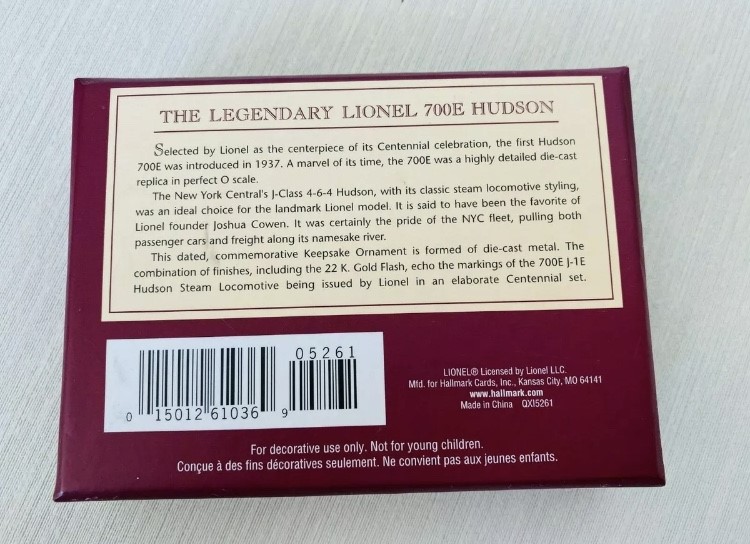 THE LEGENDARY LIONEL 700E HUDSON
Selected by Lionel as the centerpiece of its Centennial celebration, the first Hudson
700E was introduced in 1937. A marvel of its time, the 700E was a highly detailed die-cast
replica in perfect O scale.
The New York Central's J-Class 4-6-4 Hudson, with its classic steam locomotive styling,
was an ideal choice for the landmark Lionel model. It is said to have been the favorite of
Lionel founder Joshua Cowen. It was certainly the pride of the NYC fleet, pulling both
passenger cars and freight along its namesake river.
This dated, commemorative Keepsake Ornament is formed of die-cast metal. The
combination of finishes, including the 22 K. Gold Flash, echo the markings of the 700E J-1E
Hudson Steam Locomotive being issued by Lionel in an elaborate Centennial set.
05261
0 15012 61036 9
LIONEL® Licensed by Lionel LLC.
Mfd. for Hallmark Cards, Inc., Kansas City, MO 64141
www.hallmark.com
Made in China QXI5261
For decorative use only. Not for young children.
Conçue à des fins décoratives seulement. Ne convient pas aux jeunes enfants.